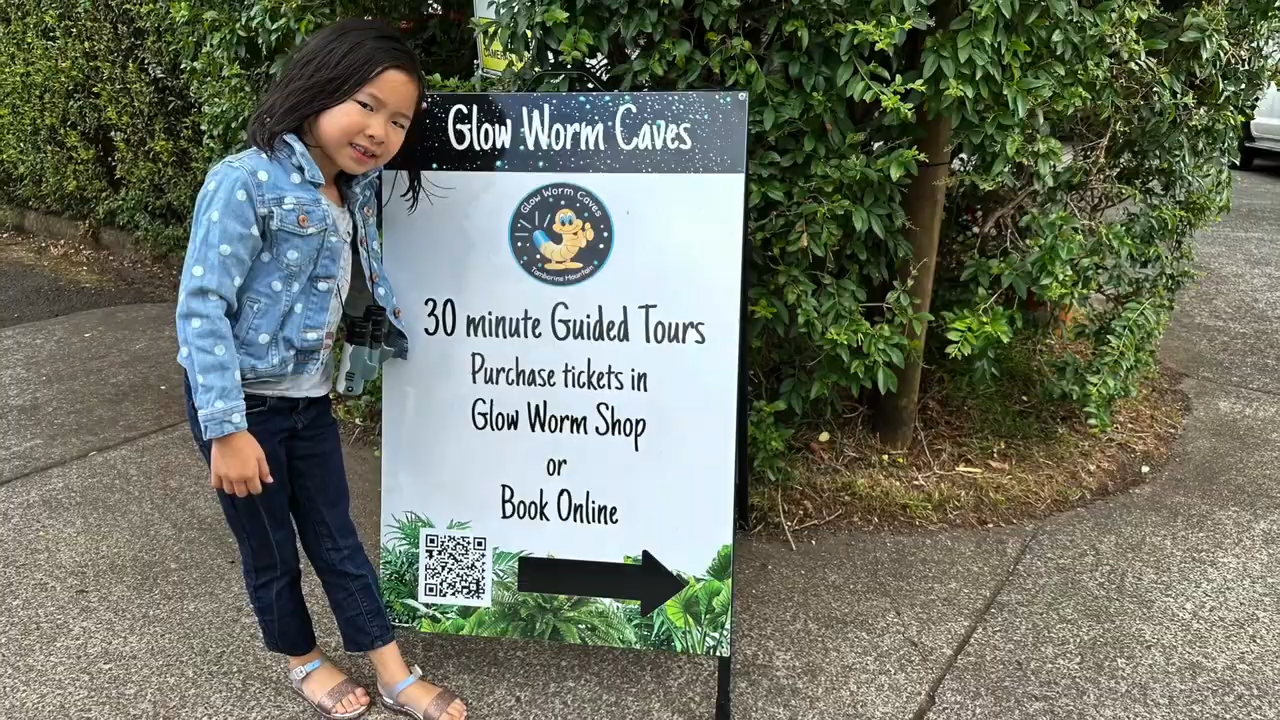 Glow Worm Caves
Glow Worm Caves
Tamborine Mountain
30 minute Guided Tours
Purchase tickets in
Glow Worm Shop
or
Book Online